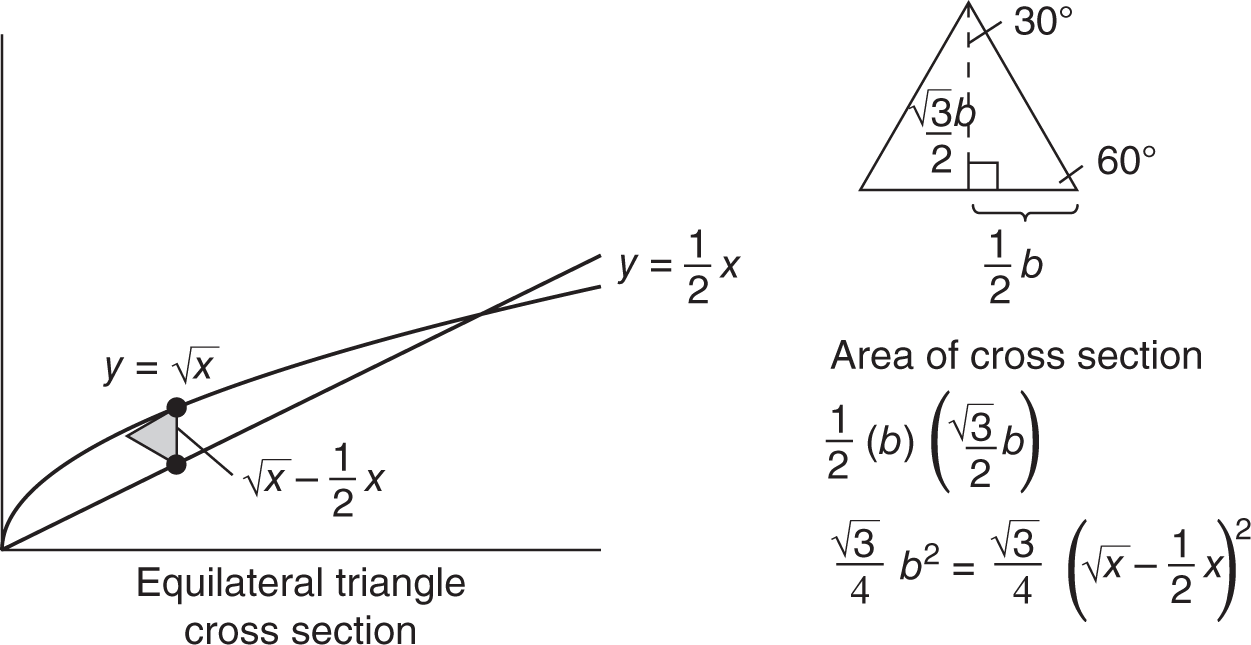 y = √x
y = 1/2 x
√x − 1/2 x
Equilateral triangle
cross section
30°
√3b/2
60°
1/2 b
Area of cross section
1/2 (b) (√3/2 b)
√3/4 b² = √3/4 (√x − 1/2 x)²